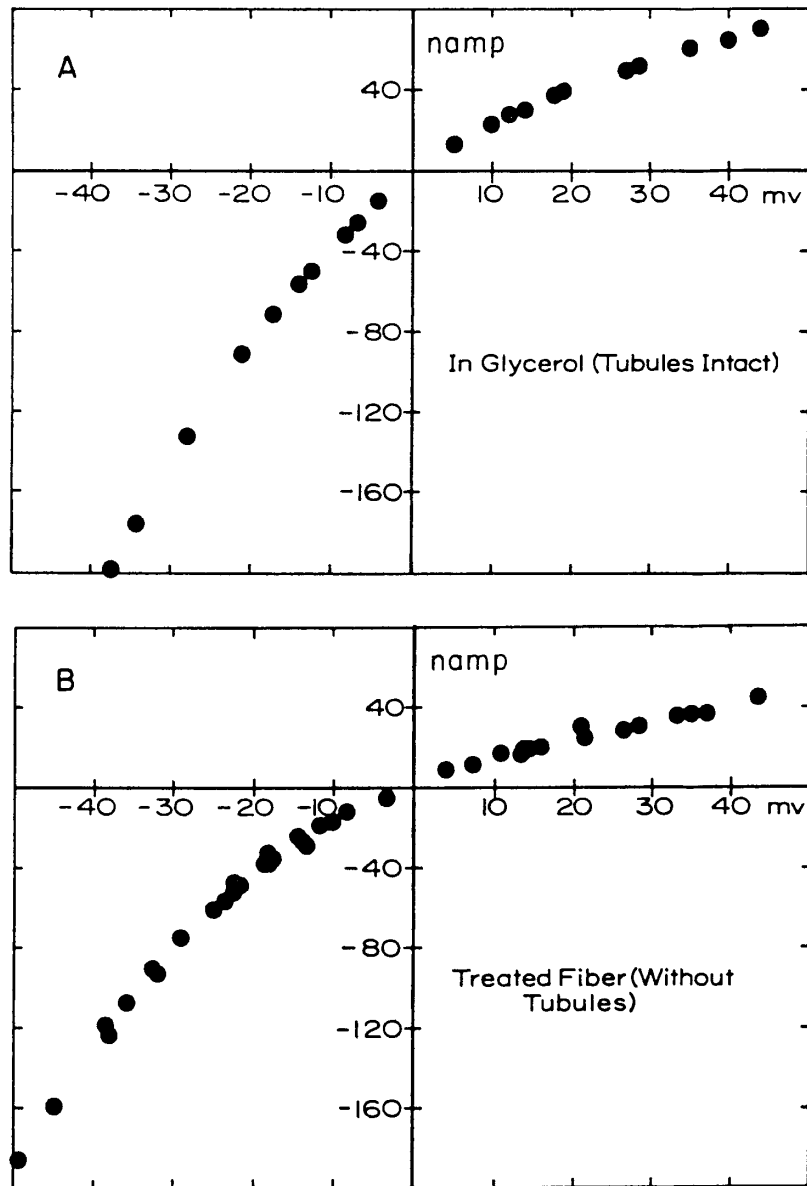 A
namp
40
-40 -30 -20 -10
10 20 30 40 mv
-40
-80
In Glycerol (Tubules Intact)
-120
-160
B
namp
40
-40 -30 -20 -10
10 20 30 40 mv
-40
-80
Treated Fiber (Without
Tubules)
-120
-160